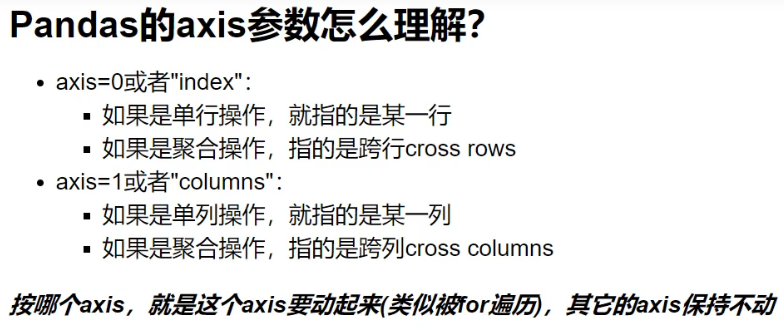 Pandas的axis参数怎么理解?
axis=0或者"index":
如果是单行操作，就指的是某一行
如果是聚合操作，指的是跨行cross rows
axis=1或者"columns":
如果是单列操作，就指的是某一列
如果是聚合操作，指的是跨列cross columns
按哪个axis，就是这个axis要动起来(类似被for遍历)，其它的axis保持不动